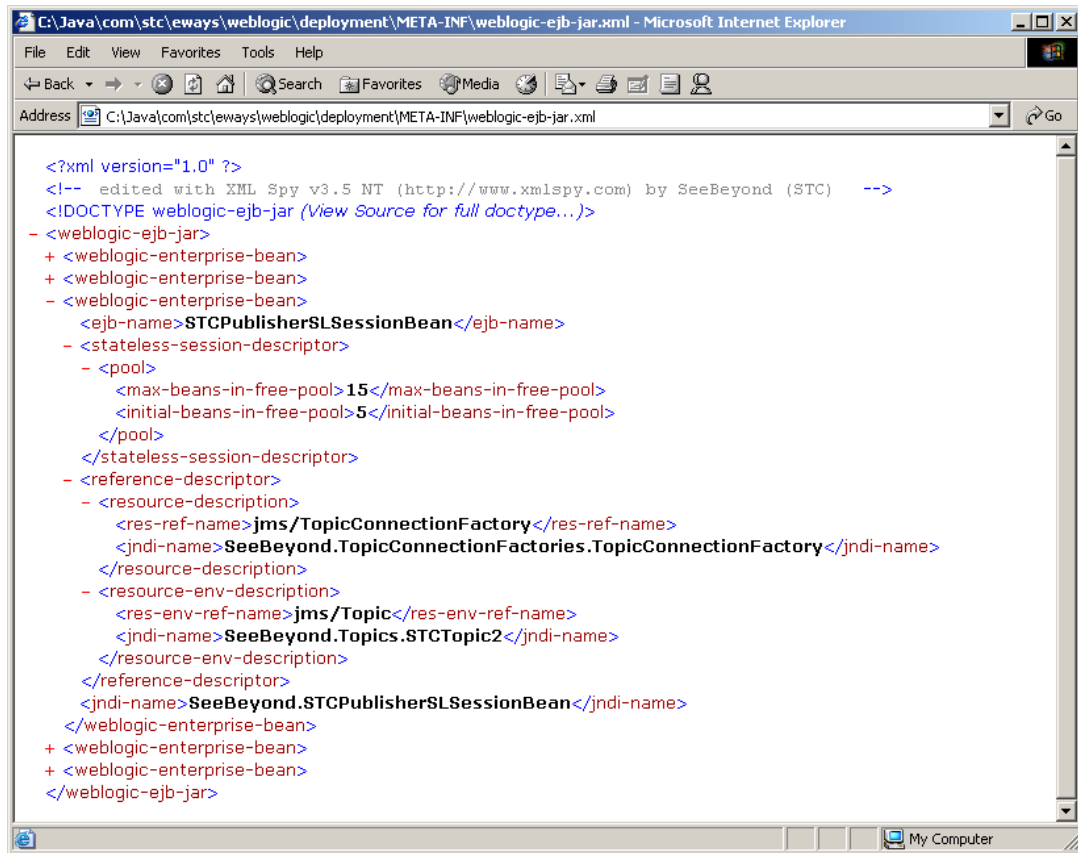 C:\Java\com\stc\eways\weblogic\deployment\META-INF\weblogic-ejb-jar.xml - Microsoft Internet Explorer
File Edit View Favorites Tools Help
Back Search Favorites Media
Address C:\Java\com\stc\eways\weblogic\deployment\META-INF\weblogic-ejb-jar.xml Go
<?xml version="1.0" ?>
<!-- edited with XML Spy v3.5 NT (http://www.xmlspy.com) by SeeBeyond (STC) -->
<!DOCTYPE weblogic-ejb-jar (View Source for full doctype...)>
- <weblogic-ejb-jar>
+ <weblogic-enterprise-bean>
+ <weblogic-enterprise-bean>
- <weblogic-enterprise-bean>
<ejb-name>STCPublisherSLSessionBean</ejb-name>
- <stateless-session-descriptor>
- <pool>
<max-beans-in-free-pool>15</max-beans-in-free-pool>
<initial-beans-in-free-pool>5</initial-beans-in-free-pool>
</pool>
</stateless-session-descriptor>
- <reference-descriptor>
- <resource-description>
<res-ref-name>jms/TopicConnectionFactory</res-ref-name>
<jndi-name>SeeBeyond.TopicConnectionFactories.TopicConnectionFactory</jndi-name>
</resource-description>
- <resource-env-description>
<res-env-ref-name>jms/Topic</res-env-ref-name>
<jndi-name>SeeBeyond.Topics.STCTopic2</jndi-name>
</resource-env-description>
</reference-descriptor>
<jndi-name>SeeBeyond.STCPublisherSLSessionBean</jndi-name>
</weblogic-enterprise-bean>
+ <weblogic-enterprise-bean>
+ <weblogic-enterprise-bean>
</weblogic-ejb-jar>
My Computer